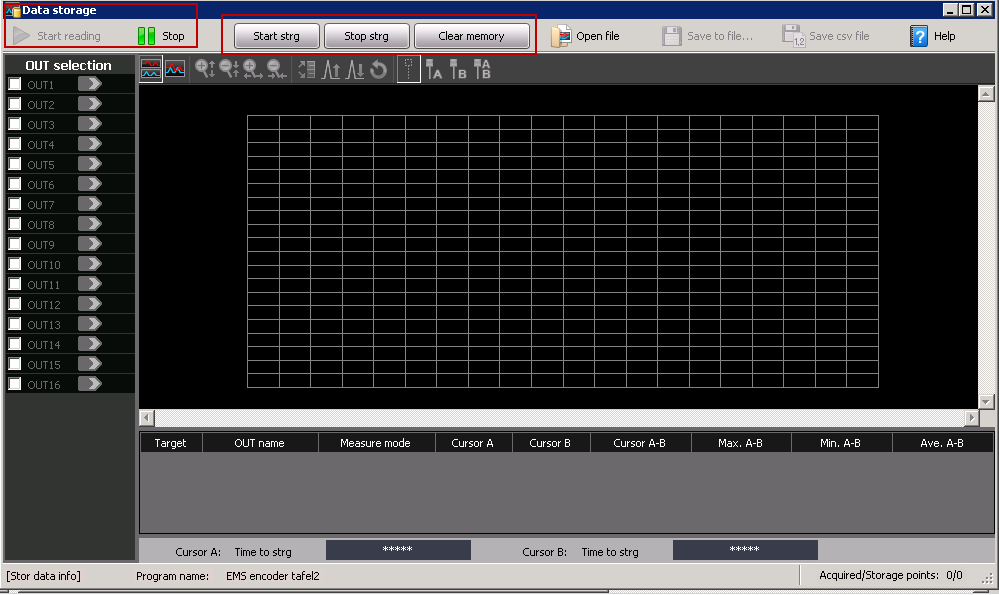 Data storage
Start reading Stop Start strg Stop strg Clear memory Open file Save to file... Save csv file Help
OUT selection
A B A B
OUT1
OUT2
OUT3
OUT4
OUT5
OUT6
OUT7
OUT8
OUT9
OUT10
OUT11
OUT12
OUT13
OUT14
OUT15
OUT16
Target OUT name Measure mode Cursor A Cursor B Cursor A-B Max. A-B Min. A-B Ave. A-B
Cursor A: Time to strg ***** Cursor B: Time to strg *****
[Stor data info] Program name: EMS encoder tafel2 Acquired/Storage points: 0/0